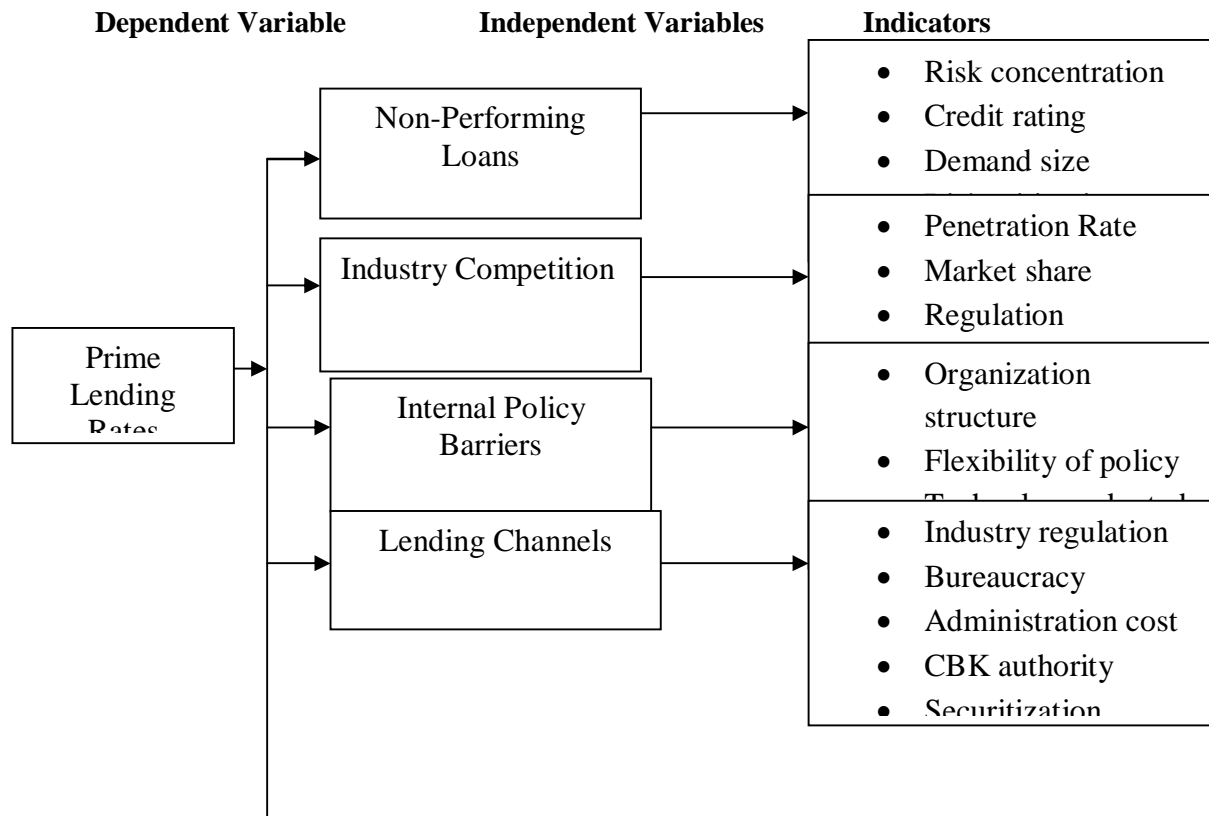 Dependent Variable Independent Variables Indicators
Non-Performing
Loans
Industry Competition
Prime
Lending
Rates
Internal Policy
Barriers
Lending Channels
• Risk concentration
• Credit rating
• Demand size
• Penetration Rate
• Market share
• Regulation
• Organization
structure
• Flexibility of policy
• Industry regulation
• Bureaucracy
• Administration cost
• CBK authority
• Securitization